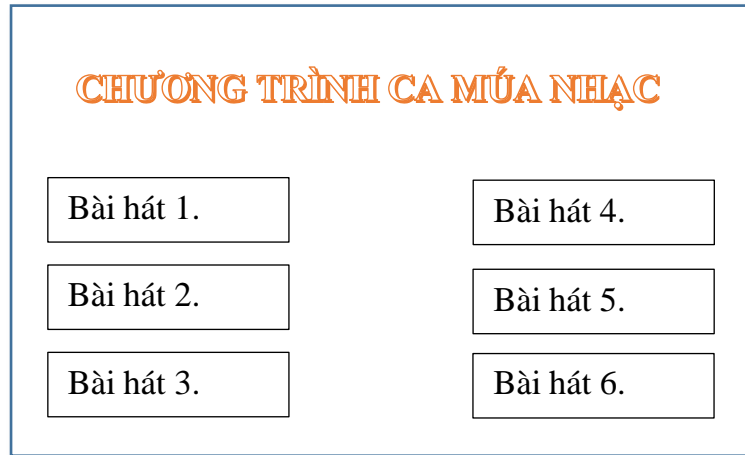 CHƯƠNG TRÌNH CA MÚA NHẠC
Bài hát 1.
Bài hát 2.
Bài hát 3.
Bài hát 4.
Bài hát 5.
Bài hát 6.